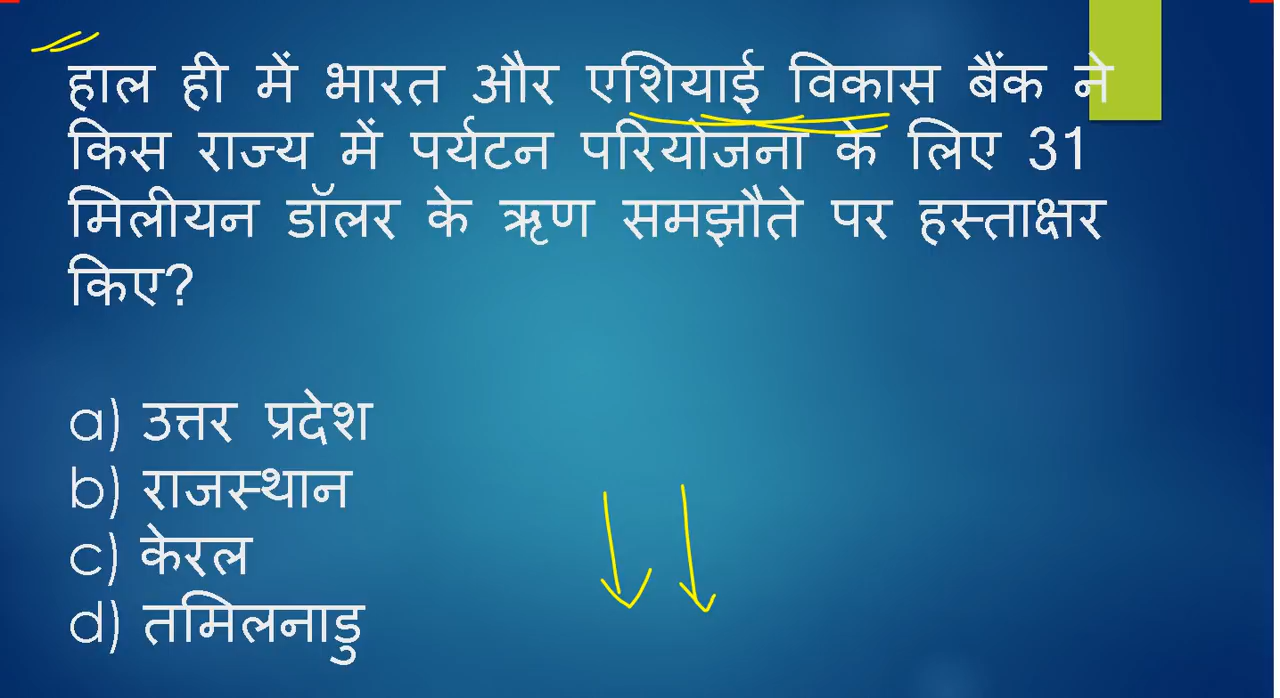 हाल ही में भारत और एशियाई विकास बैंक ने
किस राज्य में पर्यटन परियोजना के लिए 31
मिलीयन डॉलर के ऋण समझौते पर हस्ताक्षर
किए?
a) उत्तर प्रदेश
b) राजस्थान
c) केरल
d) तमिलनाडु